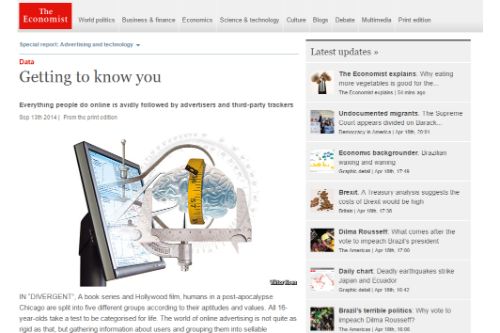 The
Economist
World politics
Business & finance
Economics
Science & technology
Culture
Blogs
Debate
Multimedia
Print edition
Special report: Advertising and technology
Data
Getting to know you
Everything people do online is avidly followed by advertisers and third-party trackers
Sep 13th 2014 | From the print edition
IN "DIVERGENT", A book series and Hollywood film, humans in a post-apocalypse
Chicago are split into five different groups according to their aptitudes and values. All 16-
year-olds take a test to be categorised for life. The world of online advertising is not quite as
rigid as that, but gathering information about users and grouping them into sellable
Latest updates »
The Economist explains: Why eating
more vegetables is good for the...
The Economist explains | 54 mins ago
Undocumented migrants: The Supreme
Court appears divided on Barack...
Democracy in America | Apr 18th, 20:51
Economic backgrounder: Brazilian
waxing and waning
Graphic detail | Apr 18th, 17:49
Brexit: A Treasury analysis suggests the
costs of Brexit would be high
Britain | Apr 18th, 17:38
Dilma Rousseff: What comes after the
vote to impeach Brazil's president
The Americas | Apr 18th, 17:00
Daily chart: Deadly earthquakes strike
Japan and Ecuador
Graphic detail | Apr 18th, 16:42
Brazil's terrible politics: Why vote to
impeach Dilma Rousseff?
The Americas | Apr 18th, 16:08